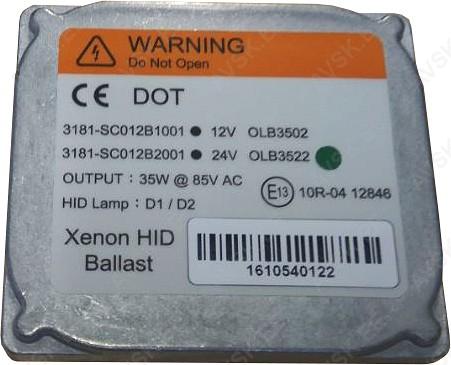 WARNING
Do Not Open
CE DOT
3181-SC012B1001 ● 12V OLB3502
3181-SC012B2001 ● 24V OLB3522
OUTPUT : 35W @ 85V AC
E13 10R-04 12846
HID Lamp : D1 / D2
Xenon HID
Ballast
1610540122